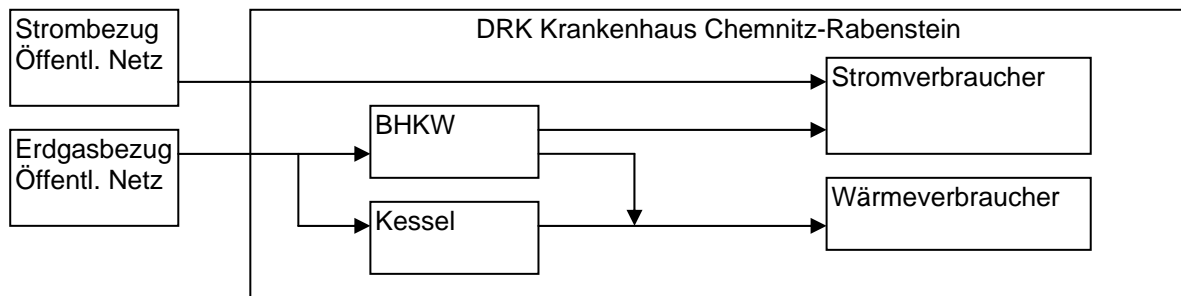 Strombezug
Öffentl. Netz
DRK Krankenhaus Chemnitz-Rabenstein
Stromverbraucher
BHKW
Erdgasbezug
Öffentl. Netz
Wärmeverbraucher
Kessel